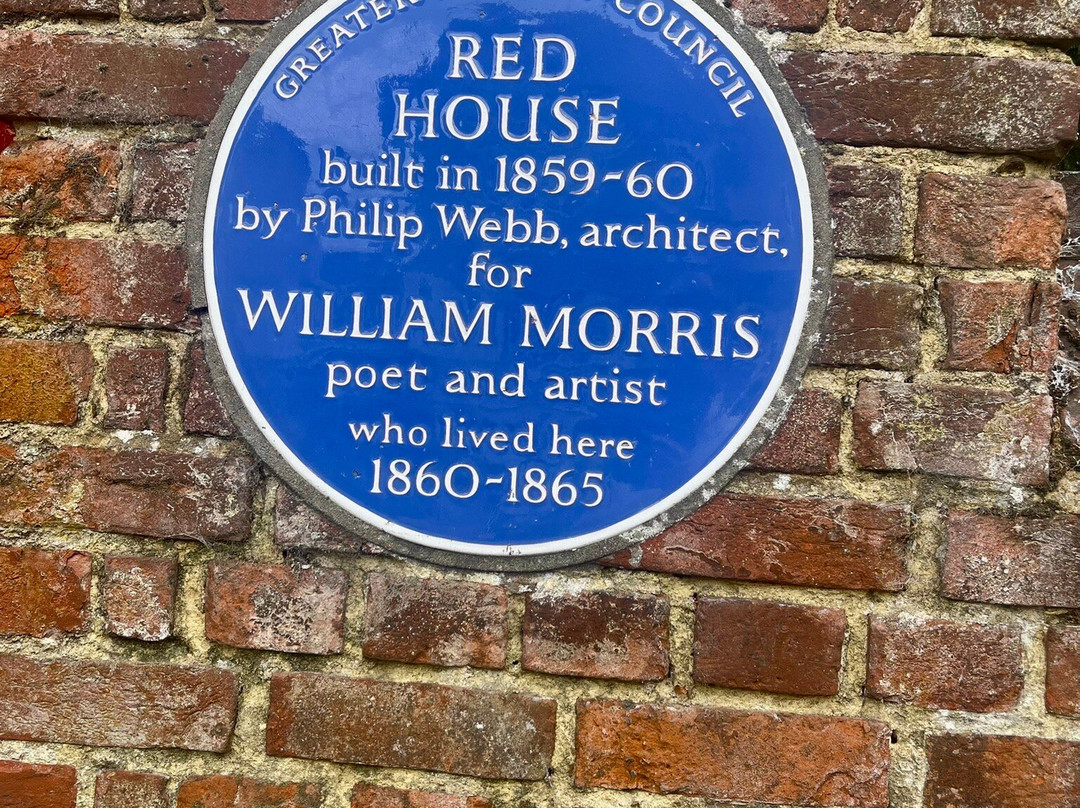 GREATER COUNCIL
RED
HOUSE
built in 1859-60
by Philip Webb, architect,
for
WILLIAM MORRIS
poet and artist
who lived here
1860-1865